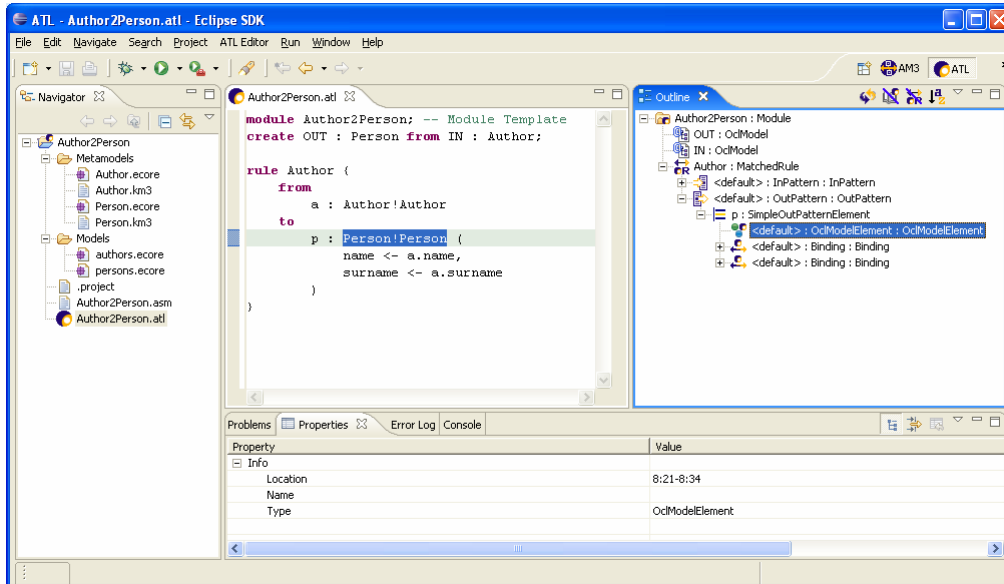 ATL - Author2Person.atl - Eclipse SDK
File Edit Navigate Search Project ATL Editor Run Window Help
AM3 ATL
Navigator
Author2Person
Metamodels
Author.ecore
Author.km3
Person.ecore
Person.km3
Models
authors.ecore
persons.ecore
.project
Author2Person.asm
Author2Person.atl
Author2Person.atl
module Author2Person; -- Module Template
create OUT : Person from IN : Author;
rule Author {
from
a : Author!Author
to
p : Person!Person (
name <- a.name,
surname <- a.surname
)
}
Outline
Author2Person : Module
OUT : OclModel
IN : OclModel
Author : MatchedRule
<default> : InPattern : InPattern
<default> : OutPattern : OutPattern
p : SimpleOutPatternElement
<default> : OclModelElement : OclModelElement
<default> : Binding : Binding
<default> : Binding : Binding
Problems Properties Error Log Console
Property Value
Info
Location 8:21-8:34
Name
Type OclModelElement